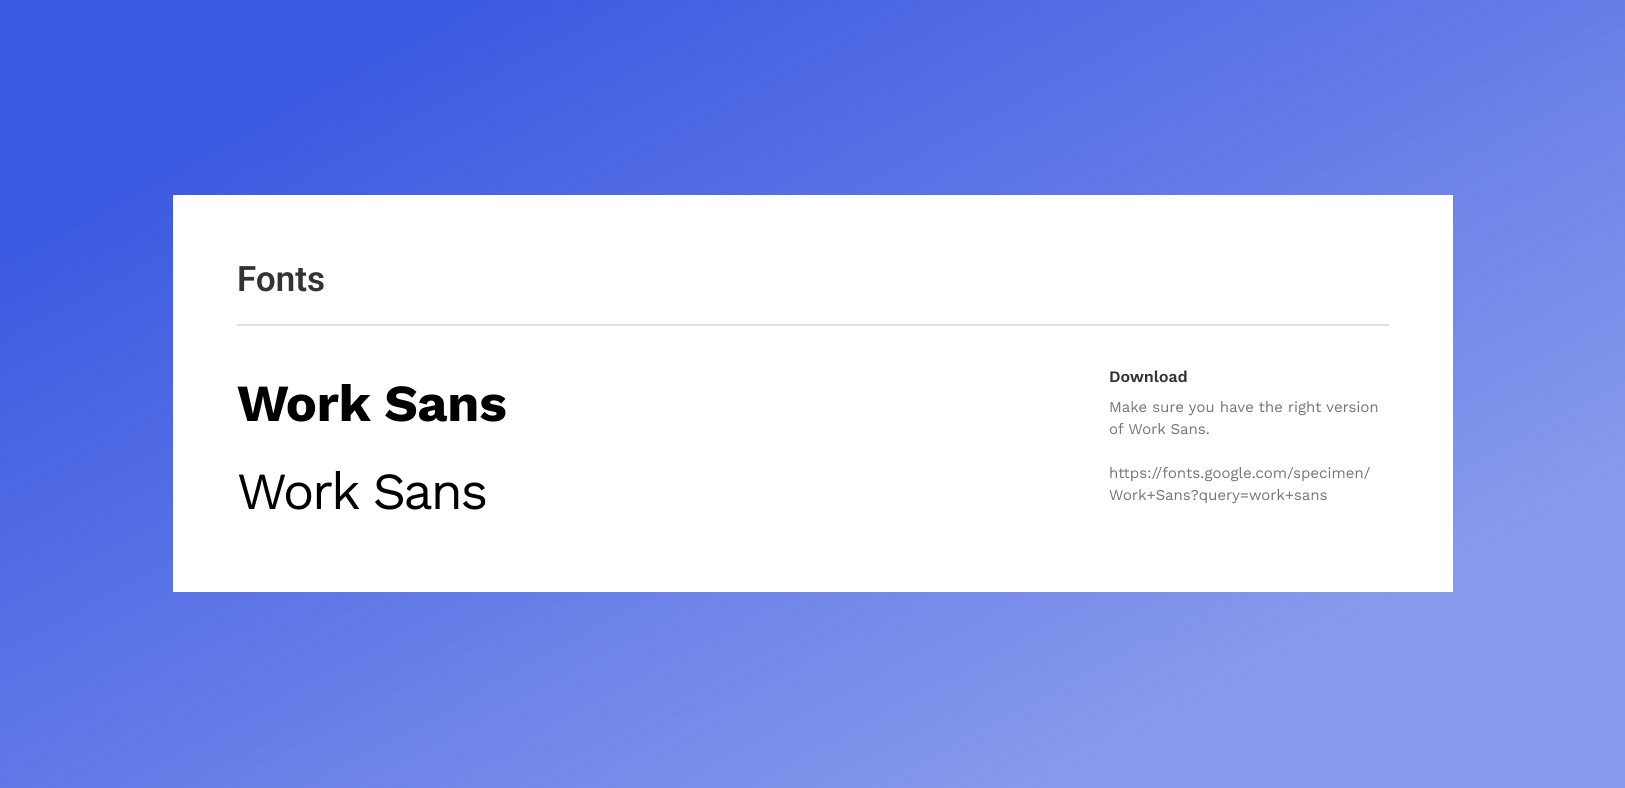 Fonts
Work Sans
Work Sans
Download
Make sure you have the right version
of Work Sans.
https://fonts.google.com/specimen/
Work+Sans?query=work+sans